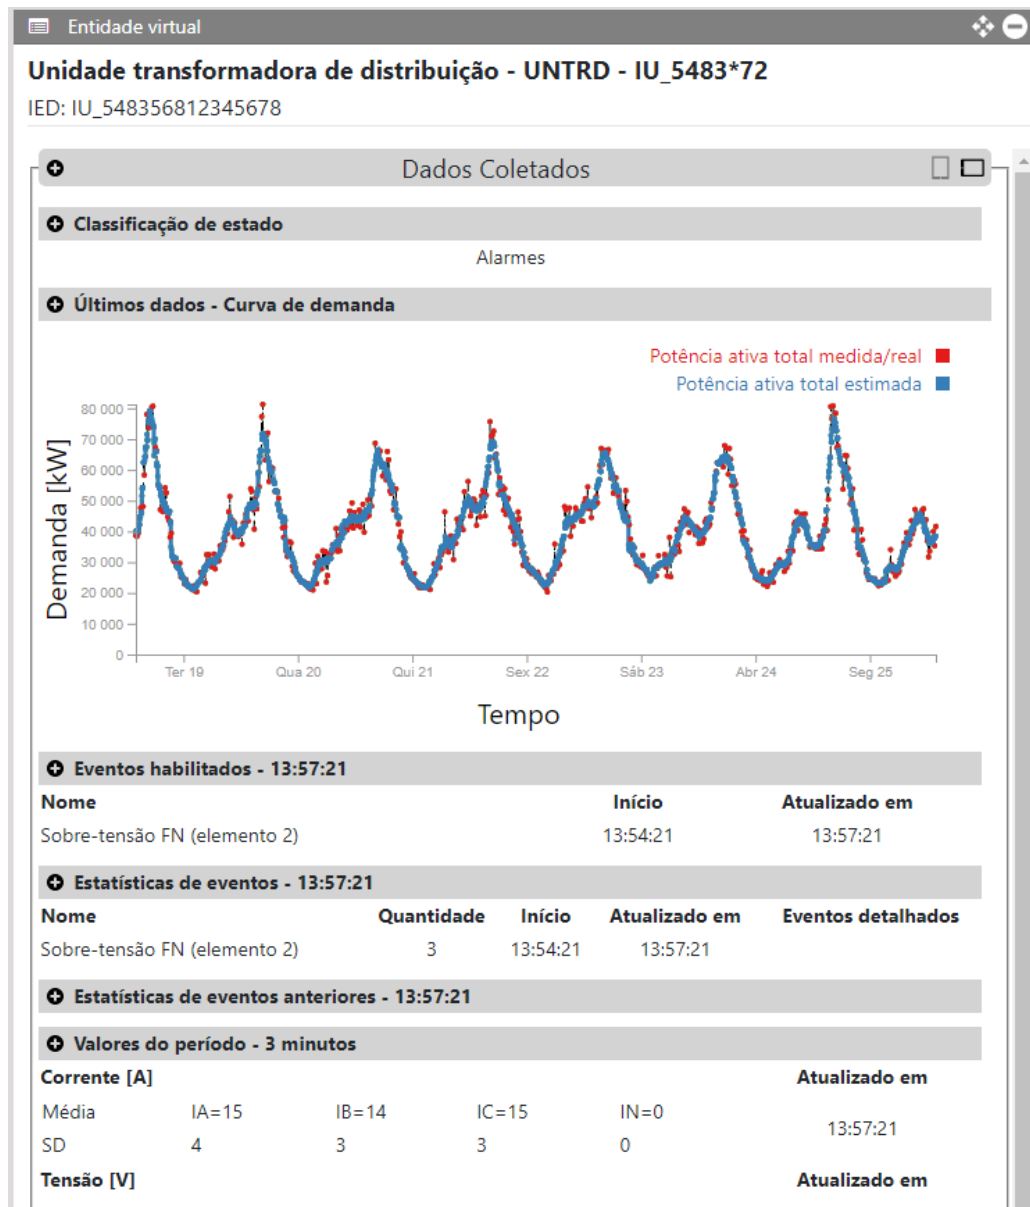 Entidade virtual
Unidade transformadora de distribuição - UNTRD - IU_5483*72
IED: IU_548356812345678
Dados Coletados
Classificação de estado
Alarmes
Últimos dados - Curva de demanda
Potência ativa total medida/real
Potência ativa total estimada
Demanda [kW]
80 000
70 000
60 000
50 000
40 000
30 000
20 000
10 000
0
Ter 19 Qua 20 Qui 21 Sex 22 Sáb 23 Abr 24 Seg 25
Tempo
Eventos habilitados - 13:57:21
Nome Início Atualizado em
Sobre-tensão FN (elemento 2) 13:54:21 13:57:21
Estatísticas de eventos - 13:57:21
Nome Quantidade Início Atualizado em Eventos detalhados
Sobre-tensão FN (elemento 2) 3 13:54:21 13:57:21
Estatísticas de eventos anteriores - 13:57:21
Valores do período - 3 minutos
Corrente [A] Atualizado em
Média IA=15 IB=14 IC=15 IN=0 13:57:21
SD 4 3 3 0
Tensão [V] Atualizado em